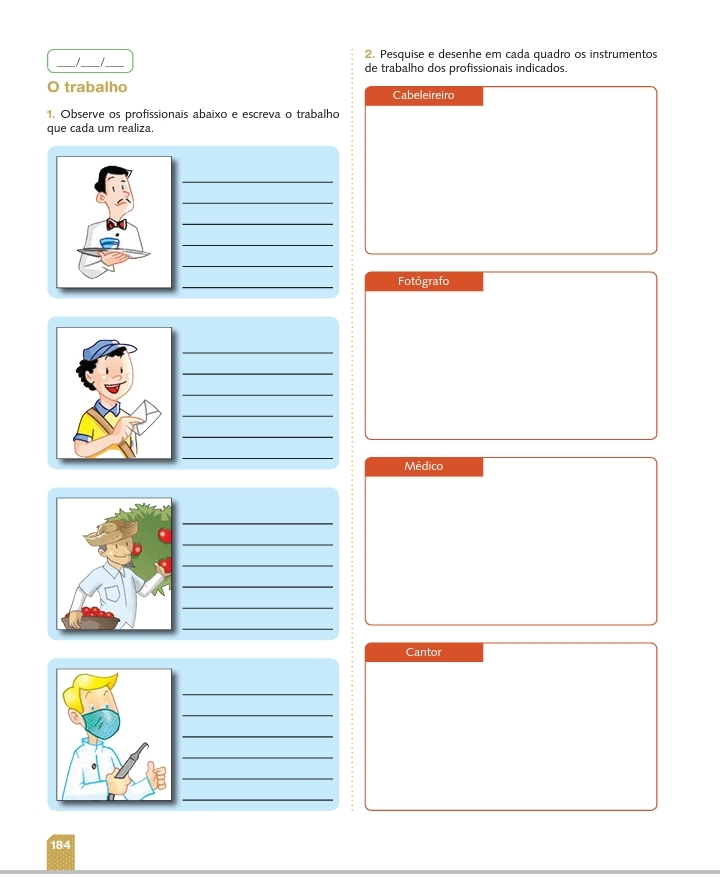 ___/___/___
O trabalho
1. Observe os profissionais abaixo e escreva o trabalho
que cada um realiza.
2. Pesquise e desenhe em cada quadro os instrumentos
de trabalho dos profissionais indicados.
Cabeleireiro
Fotógrafo
Médico
Cantor
184